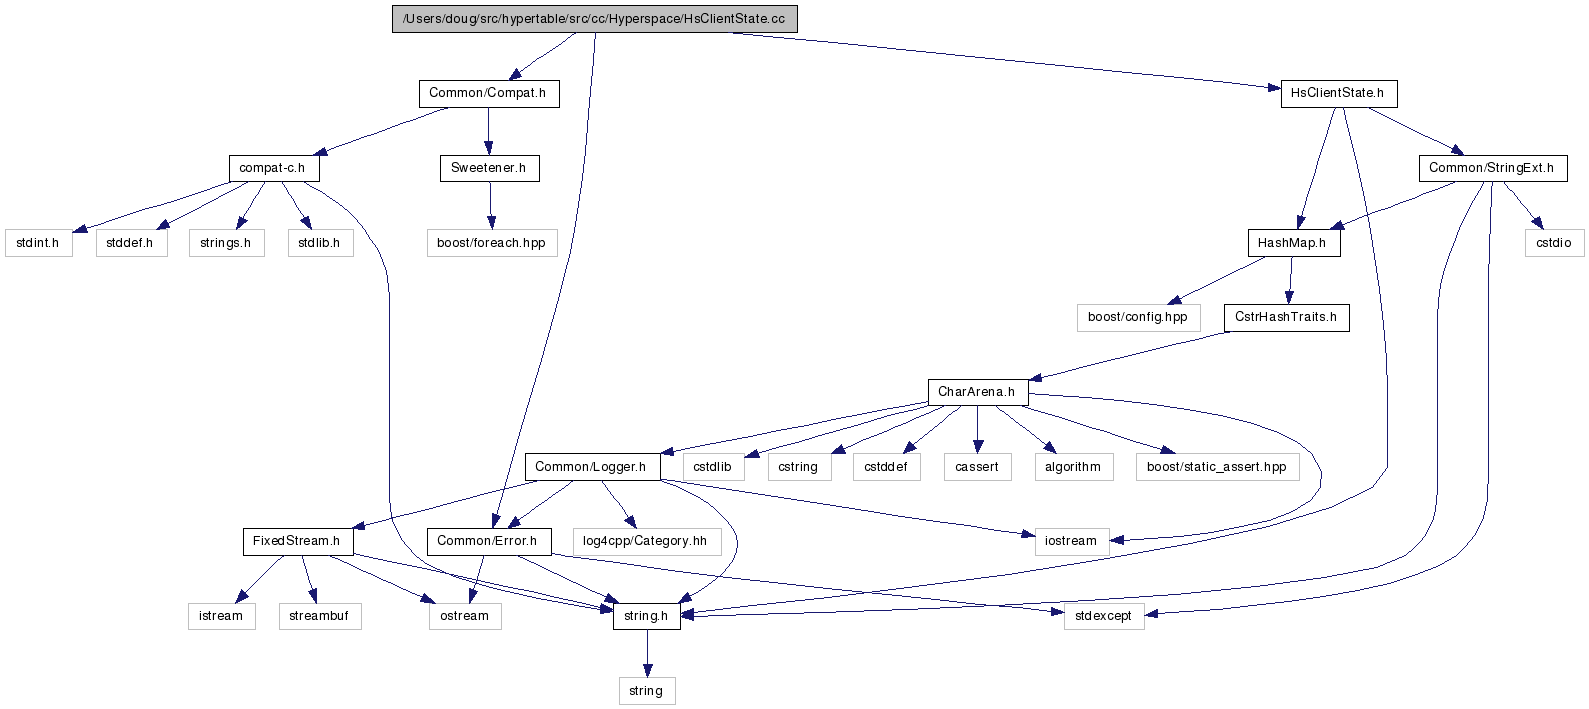 /Users/doug/src/hypertable/src/cc/Hyperspace/HsClientState.cc
Common/Compat.h
HsClientState.h
compat-c.h
Sweetener.h
Common/StringExt.h
stdint.h
stddef.h
strings.h
stdlib.h
boost/foreach.hpp
HashMap.h
cstdio
boost/config.hpp
CstrHashTraits.h
CharArena.h
Common/Logger.h
cstdlib
cstring
cstddef
cassert
algorithm
boost/static_assert.hpp
FixedStream.h
Common/Error.h
log4cpp/Category.hh
iostream
istream
streambuf
ostream
string.h
stdexcept
string